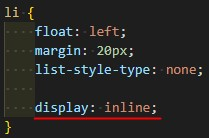 li {
float: left;
margin: 20px;
list-style-type: none;
display: inline;
}